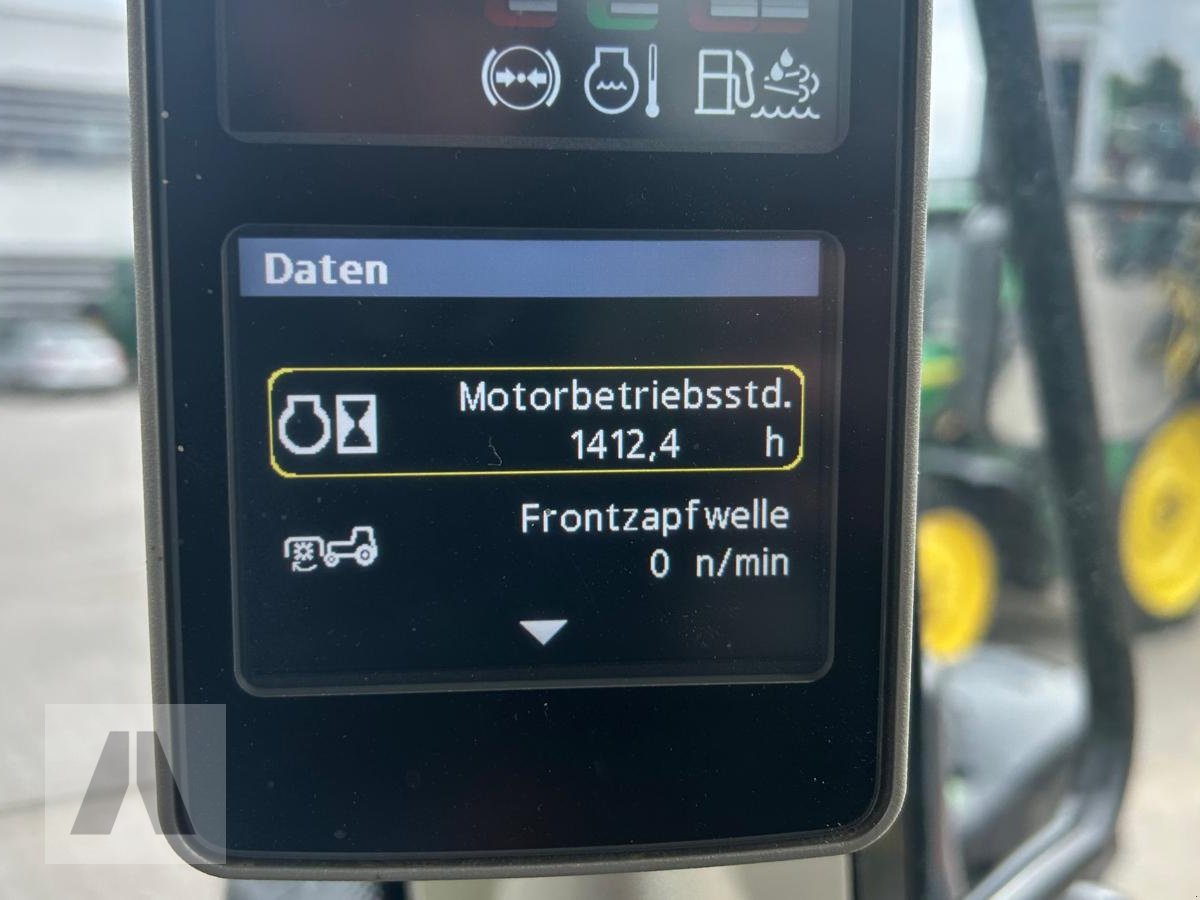 Daten
Motorbetriebsstd.
1412,4 h
Frontzapfwelle
0 n/min